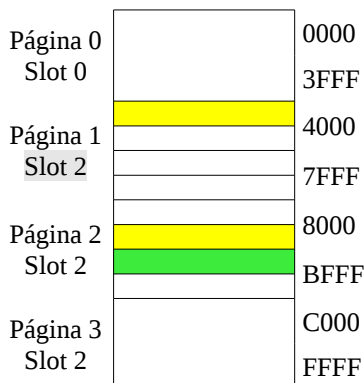 Página 0
Slot 0
0000
3FFF
Página 1
Slot 2
4000
7FFF
Página 2
Slot 2
8000
BFFF
Página 3
Slot 2
C000
FFFF